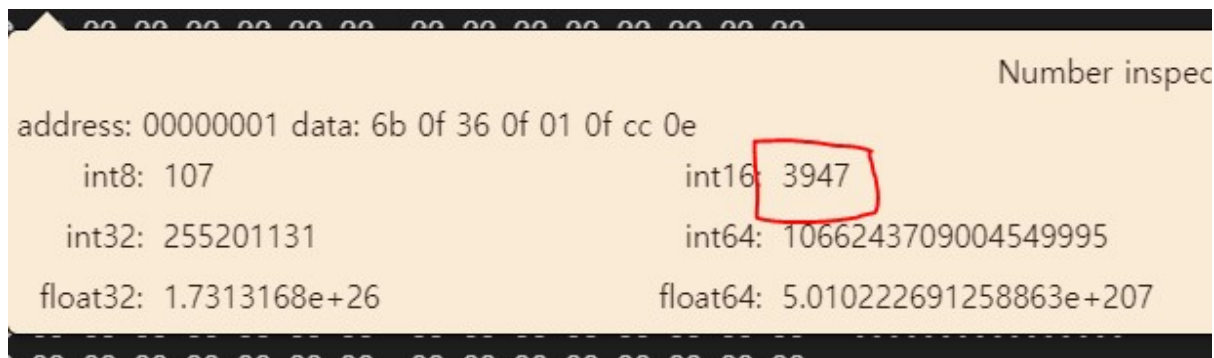 Number inspec
address: 00000001 data: 6b 0f 36 0f 01 0f cc 0e
int8: 107 int16: 3947
int32: 255201131 int64: 1066243709004549995
float32: 1.7313168e+26 float64: 5.010222691258863e+207